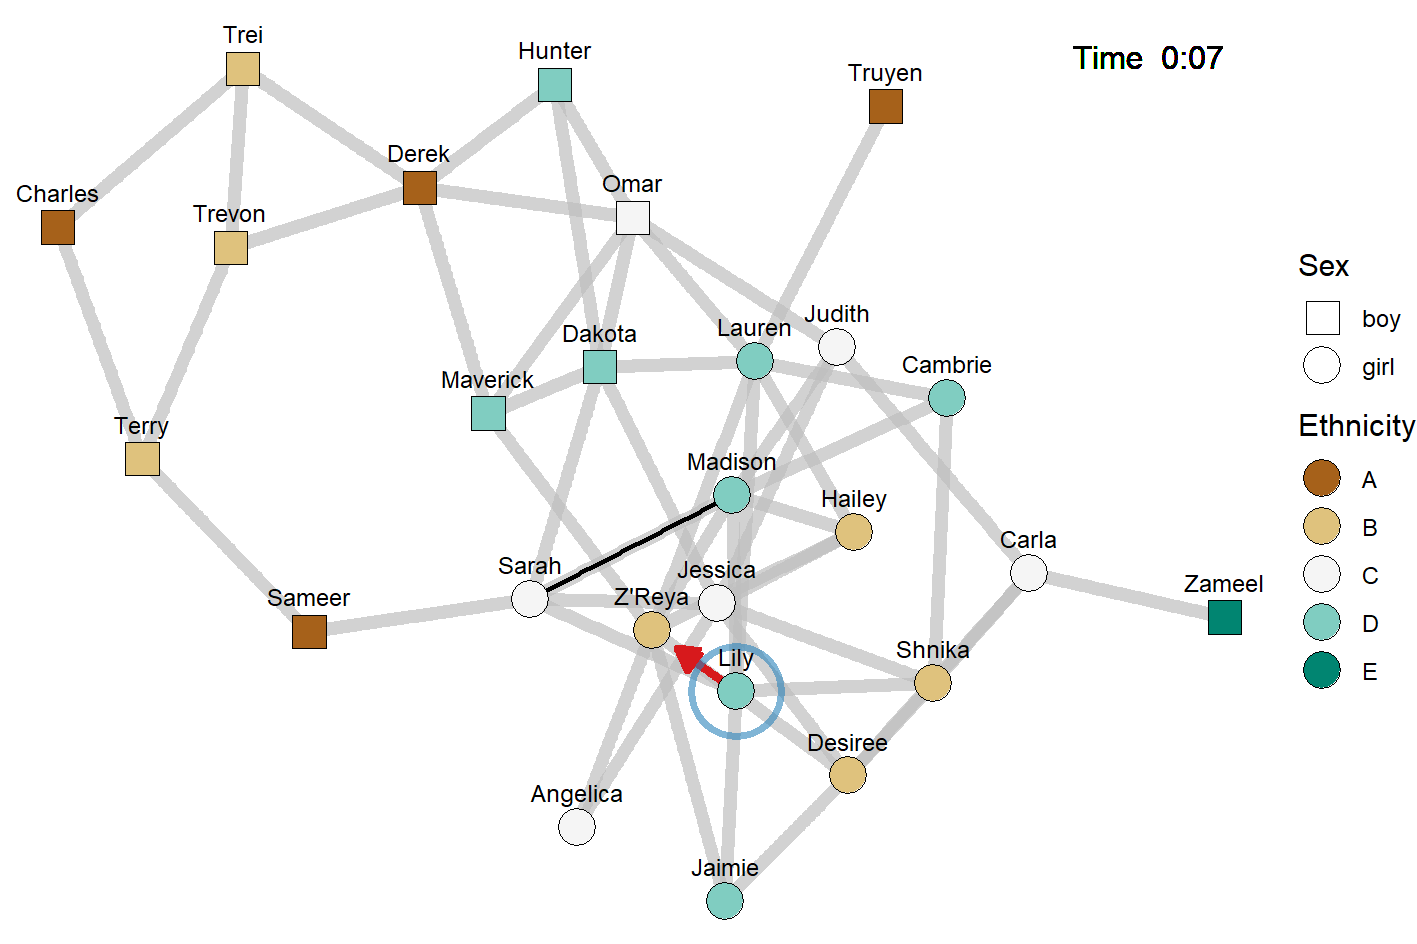 Trei
Hunter
Time 0:07
Truyen
Derek
Charles
Trevon
Omar
Judith
Lauren
Dakota
Cambrie
Maverick
Terry
Madison
Hailey
Carla
Sarah
Jessica
Zameel
Sameer
Z'Reya
Shnika
Lily
Desiree
Angelica
Jaimie
Sex
boy
girl
Ethnicity
A
B
C
D
E